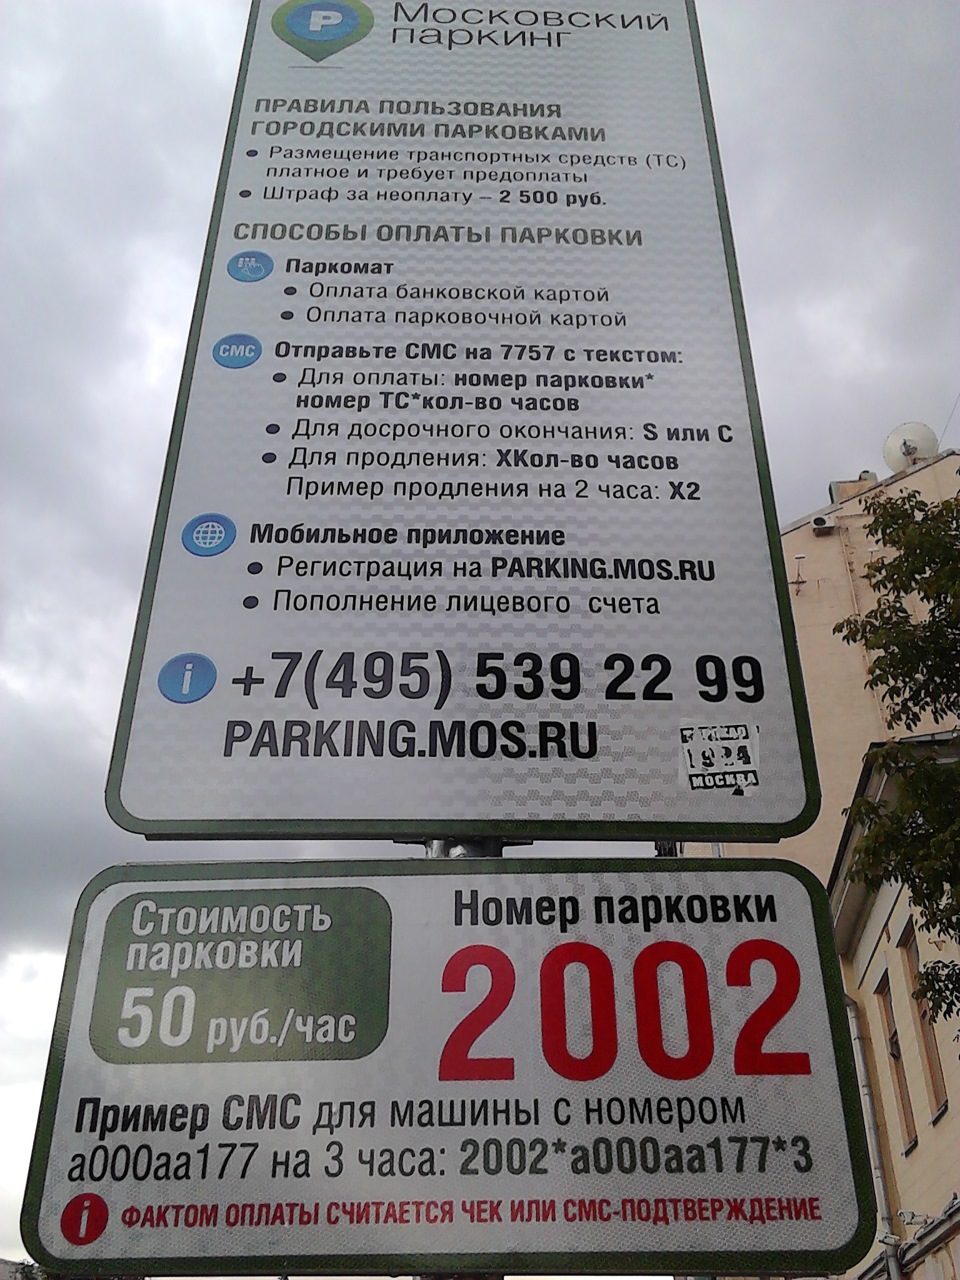 P
Московский
паркинг
ПРАВИЛА ПОЛЬЗОВАНИЯ
ГОРОДСКИМИ ПАРКОВКАМИ
• Размещение транспортных средств (ТС)
платное и требует предоплаты
• Штраф за неоплату – 2 500 руб.
СПОСОБЫ ОПЛАТЫ ПАРКОВКИ
Паркомат
• Оплата банковской картой
• Оплата парковочной картой
СМС Отправьте СМС на 7757 с текстом:
• Для оплаты: номер парковки*
номер ТС*кол-во часов
• Для досрочного окончания: S или С
• Для продления: ХКол-во часов
Пример продления на 2 часа: X2
Мобильное приложение
• Регистрация на PARKING.MOS.RU
• Пополнение лицевого счета
i +7(495) 539 22 99
PARKING.MOS.RU
1924
МОСКВА
Стоимость
парковки
50 руб./час
Номер парковки
2002
Пример СМС для машины с номером
а000аа177 на 3 часа: 2002*а000аа177*3
i ФАКТОМ ОПЛАТЫ СЧИТАЕТСЯ ЧЕК ИЛИ СМС-ПОДТВЕРЖДЕНИЕ